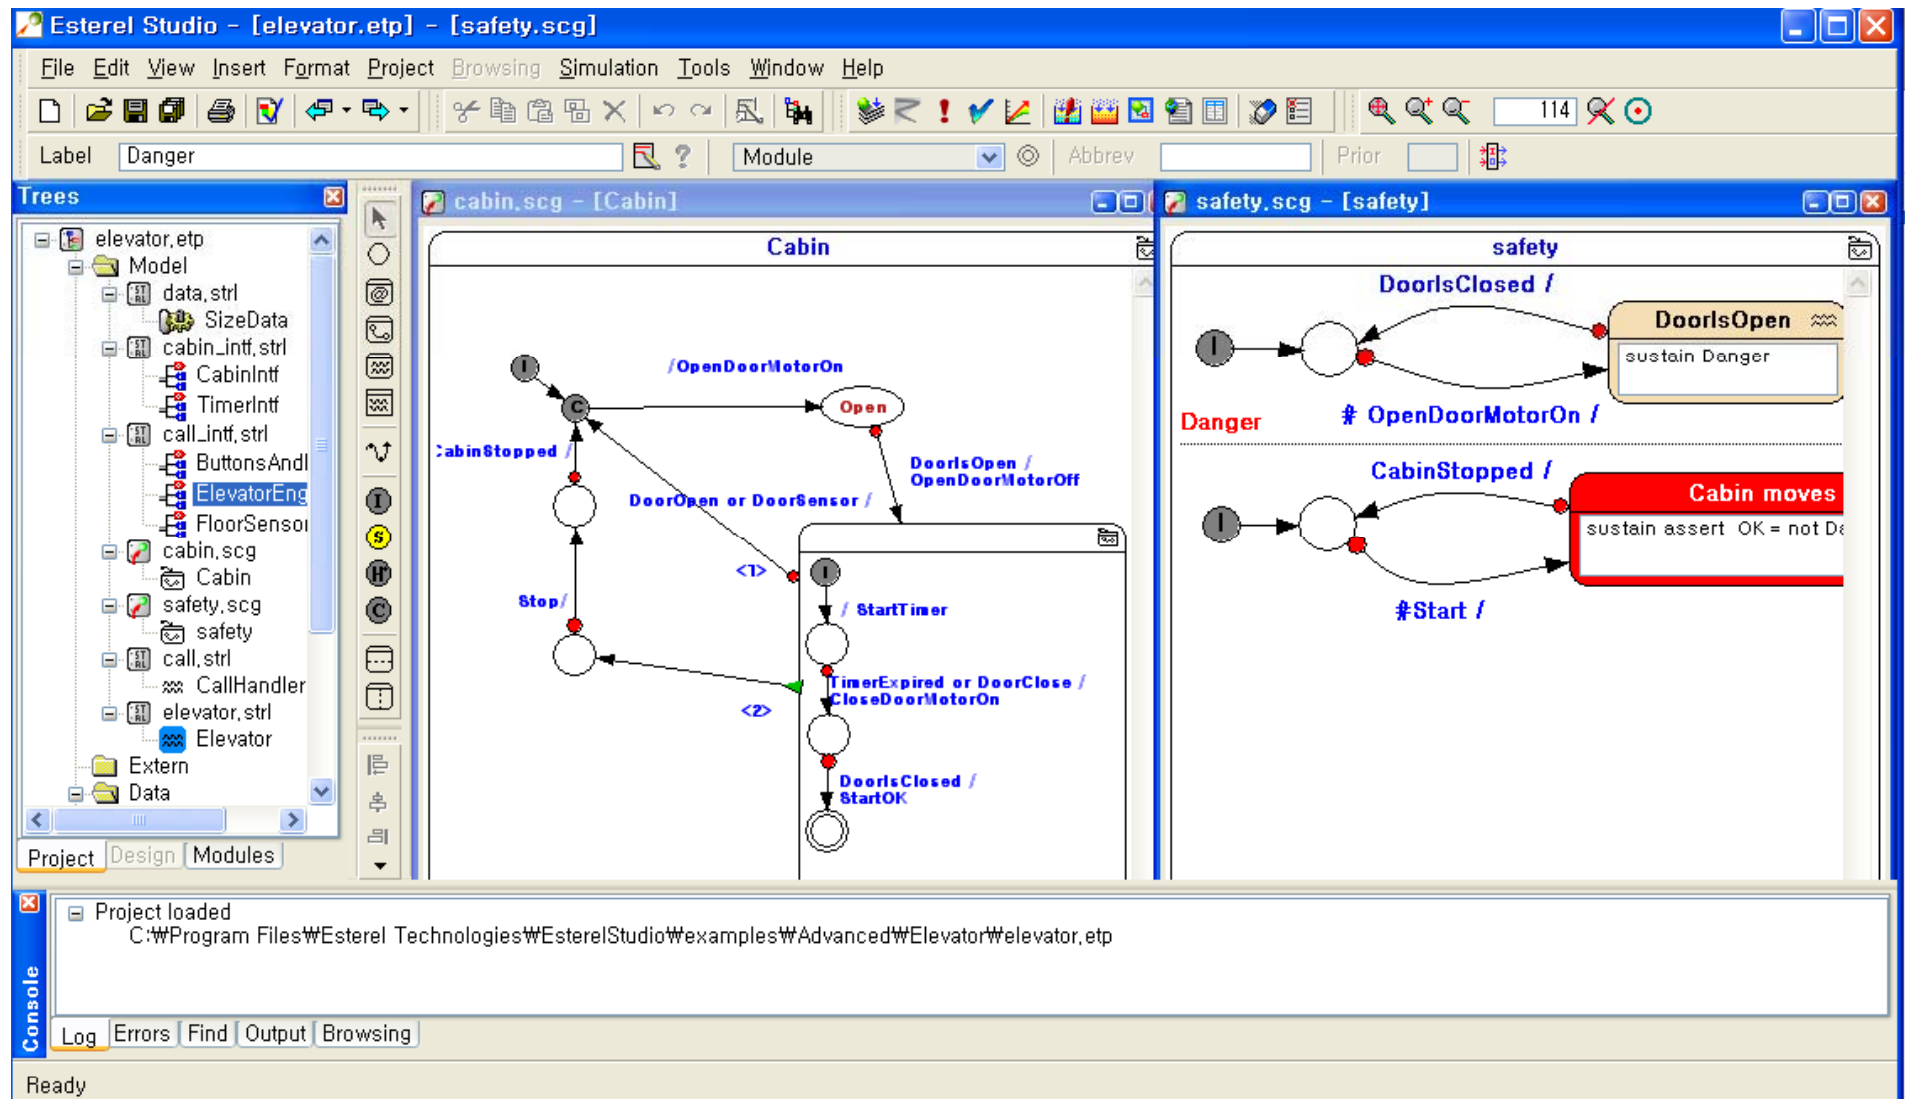 Esterel Studio - [elevator.etp] - [safety.scg]
File Edit View Insert Format Project Browsing Simulation Tools Window Help
114
Label Danger Module Abbrev Prior
Trees
elevator.etp
Model
data.strl
SizeData
cabin_intf.strl
CabinIntf
TimerIntf
call_intf.strl
ButtonsAndI
ElevatorEng
FloorSensor
cabin.scg
Cabin
safety.scg
safety
call.strl
CallHandler
elevator.strl
Elevator
Extern
Data
Project Design Modules
cabin.scg - [Cabin]
Cabin
I
/OpenDoorMotorOn
C
Open
CabinStopped /
DoorIsOpen /
OpenDoorMotorOff
DoorOpen or DoorSensor /
<1>
I
Stop/
/ StartTimer
TimerExpired or DoorClose /
CloseDoorMotorOn
<2>
DoorIsClosed /
StartOK
safety.scg - [safety]
safety
DoorIsClosed /
DoorIsOpen
I
sustain Danger
Danger
# OpenDoorMotorOn /
CabinStopped /
Cabin moves
I
sustain assert OK = not Da
#Start /
I
S
H*
C
Console
Project loaded
C:₩Program Files₩Esterel Technologies₩EsterelStudio₩examples₩Advanced₩Elevator₩elevator.etp
Log Errors Find Output Browsing
Ready